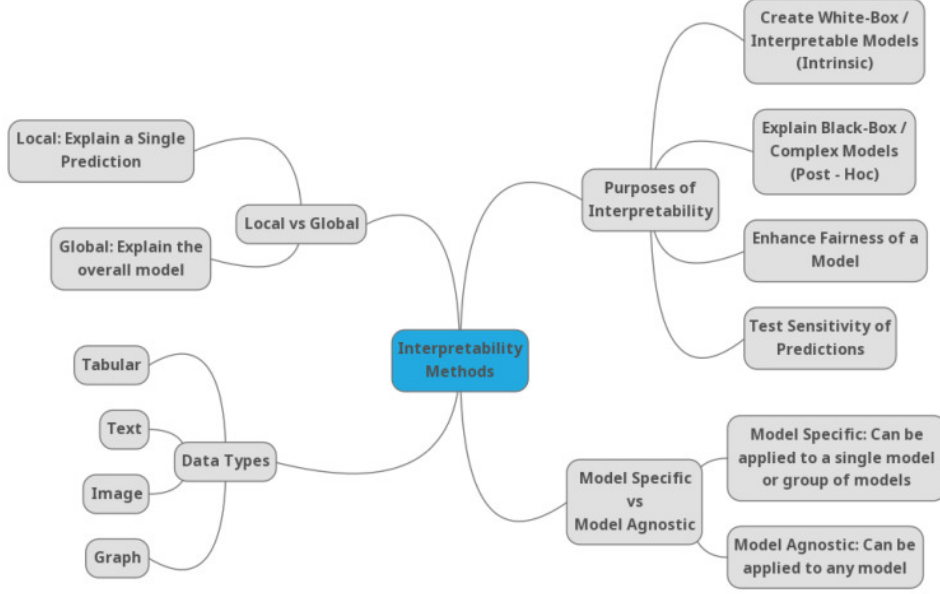 Create White-Box /
Interpretable Models
(Intrinsic)
Local: Explain a Single
Prediction
Explain Black-Box /
Complex Models
(Post - Hoc)
Purposes of
Interpretability
Local vs Global
Global: Explain the
overall model
Enhance Fairness of a
Model
Test Sensitivity of
Predictions
Interpretability
Methods
Tabular
Text
Data Types
Image
Graph
Model Specific
vs
Model Agnostic
Model Specific: Can be
applied to a single model
or group of models
Model Agnostic: Can be
applied to any model